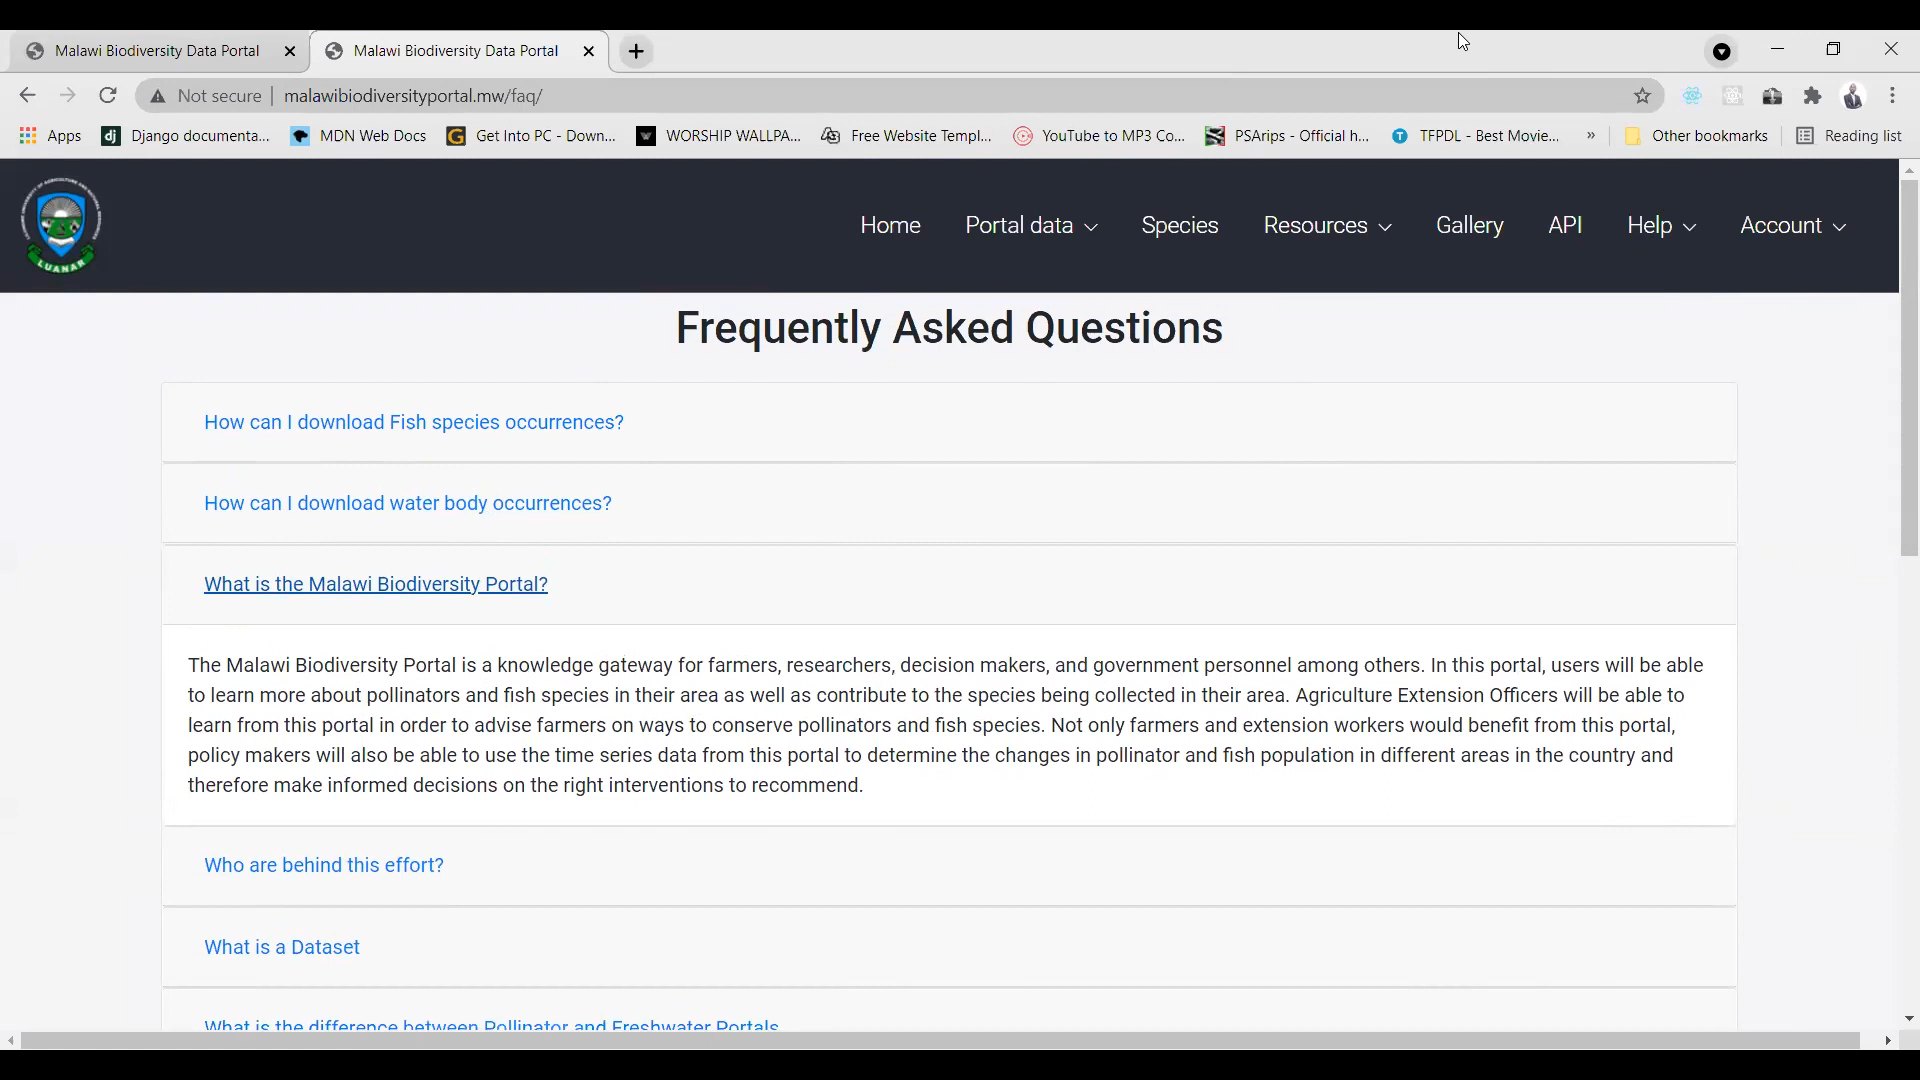 Malawi Biodiversity Data Portal
Malawi Biodiversity Data Portal
Not secure
malawibiodiversityportal.mw/faq/
Apps
Django documenta...
MDN Web Docs
Get Into PC - Down...
WORSHIP WALLPA...
Free Website Templ...
YouTube to MP3 Co...
PSArips - Official h...
TFPDL - Best Movie...
»
Other bookmarks
Reading list
LUANAR
Home
Portal data
Species
Resources
Gallery
API
Help
Account
Frequently Asked Questions
How can I download Fish species occurrences?
How can I download water body occurrences?
What is the Malawi Biodiversity Portal?
The Malawi Biodiversity Portal is a knowledge gateway for farmers, researchers, decision makers, and government personnel among others. In this portal, users will be able
to learn more about pollinators and fish species in their area as well as contribute to the species being collected in their area. Agriculture Extension Officers will be able to
learn from this portal in order to advise farmers on ways to conserve pollinators and fish species. Not only farmers and extension workers would benefit from this portal,
policy makers will also be able to use the time series data from this portal to determine the changes in pollinator and fish population in different areas in the country and
therefore make informed decisions on the right interventions to recommend.
Who are behind this effort?
What is a Dataset
What is the difference between Pollinator and Freshwater Portals